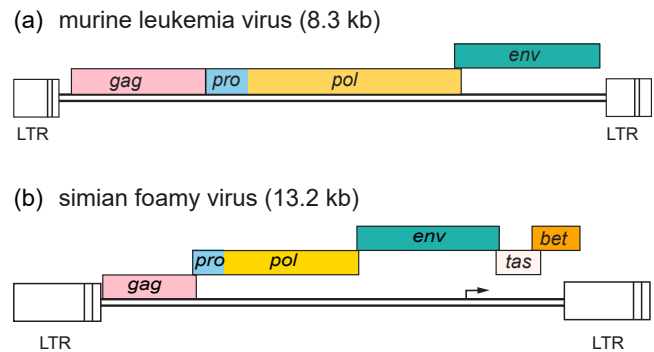 (a) murine leukemia virus (8.3 kb)
env
gag pro pol
LTR LTR
(b) simian foamy virus (13.2 kb)
env bet
pro pol tas
gag
LTR LTR